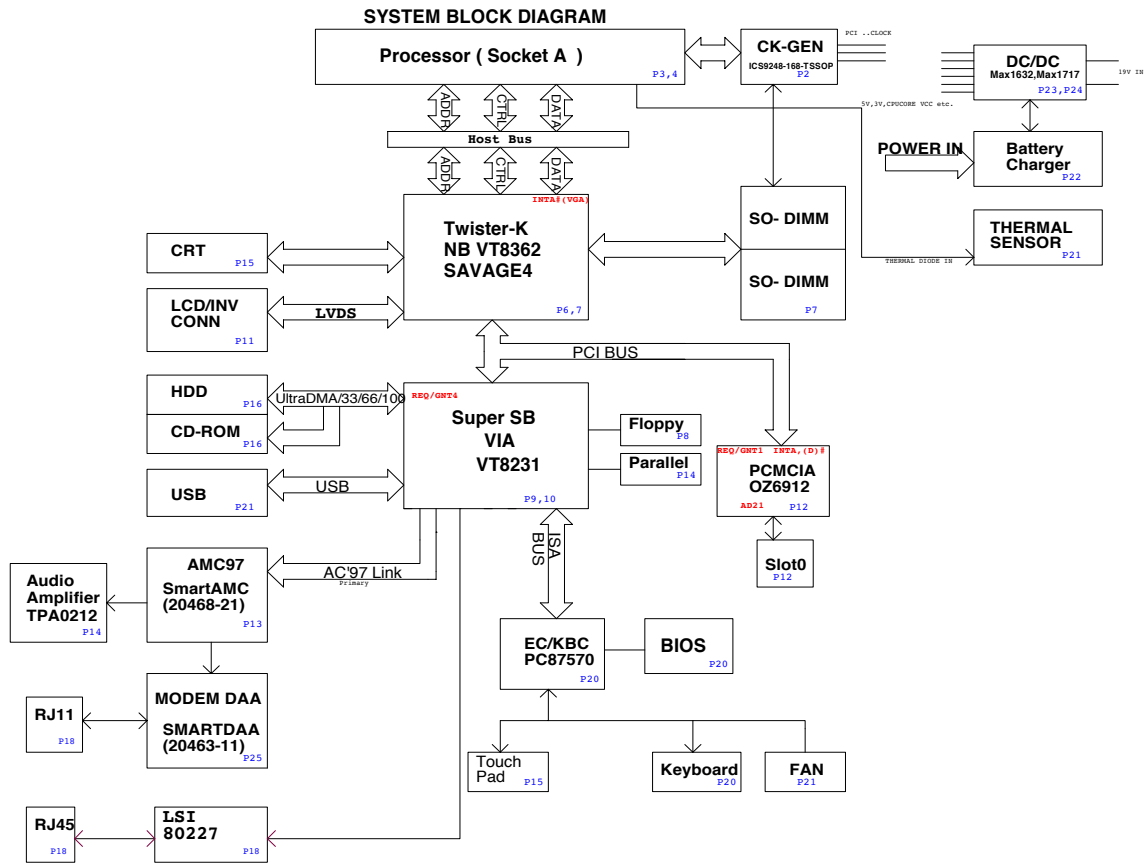 SYSTEM BLOCK DIAGRAM
Processor ( Socket A )
P3,4
CK-GEN
ICS9248-168-TSSOP
P2
PCI ..CLOCK
DC/DC
Max1632,Max1717
P23,P24
19V IN
5V,3V,CPUCORE VCC etc.
ADDR
CTRL
DATA
Host Bus
ADDR
CTRL
DATA
POWER IN
Battery
Charger
P22
INTA#(VGA)
Twister-K
NB VT8362
SAVAGE4
P6,7
SO- DIMM
SO- DIMM
P7
THERMAL
SENSOR
P21
THERMAL DIODE IN
CRT
P15
LCD/INV
CONN
P11
LVDS
PCI BUS
HDD
P16
CD-ROM
P16
UltraDMA/33/66/100
REQ/GNT4
Super SB
VIA
VT8231
P9,10
Floppy
P8
Parallel
P14
USB
P21
USB
REQ/GNT1 INTA,(D)#
PCMCIA
OZ6912
AD21
P12
Slot0
P12
ISA
BUS
AC'97 Link
Primary
AMC97
SmartAMC
(20468-21)
P13
Audio
Amplifier
TPA0212
P14
EC/KBC
PC87570
P20
BIOS
P20
MODEM DAA
SMARTDAA
(20463-11)
P25
RJ11
P18
Touch
Pad
P15
Keyboard
P20
FAN
P21
RJ45
P18
LSI
80227
P18